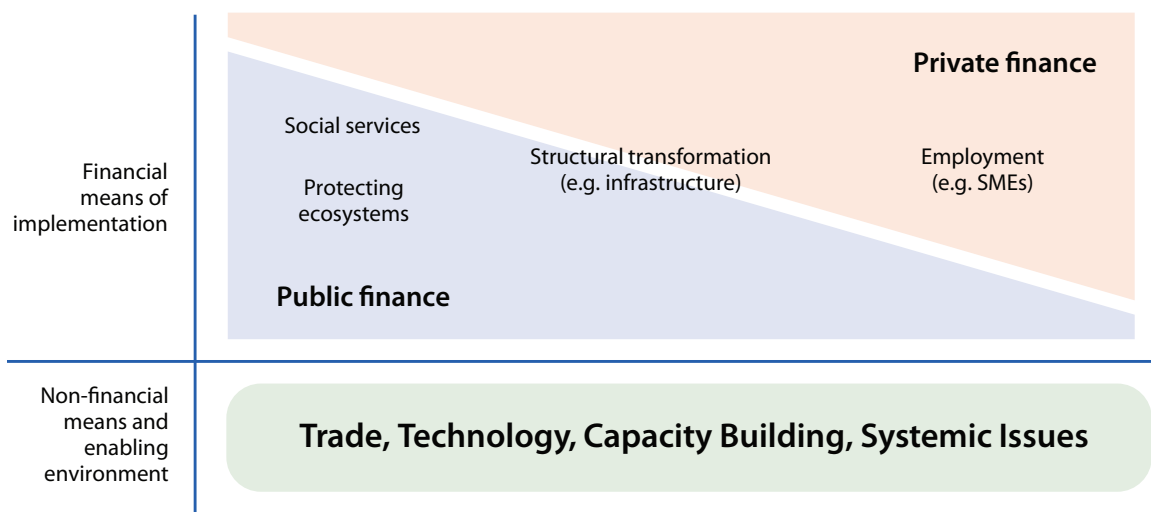 Private finance
Social services
Financial
means of
implementation
Structural transformation
(e.g. infrastructure)
Employment
(e.g. SMEs)
Protecting
ecosystems
Public finance
Non-financial
means and
enabling
environment
Trade, Technology, Capacity Building, Systemic Issues